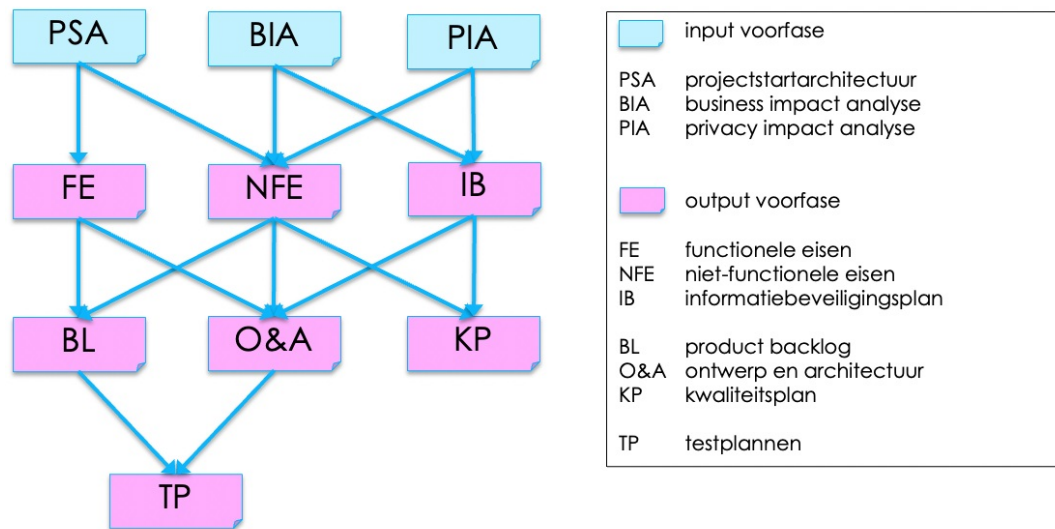 PSA
BIA
PIA
FE
NFE
IB
BL
O&A
KP
TP
input voorfase
PSA projectstartarchitectuur
BIA business impact analyse
PIA privacy impact analyse
output voorfase
FE functionele eisen
NFE niet-functionele eisen
IB informatiebeveiligingsplan
BL product backlog
O&A ontwerp en architectuur
KP kwaliteitsplan
TP testplannen